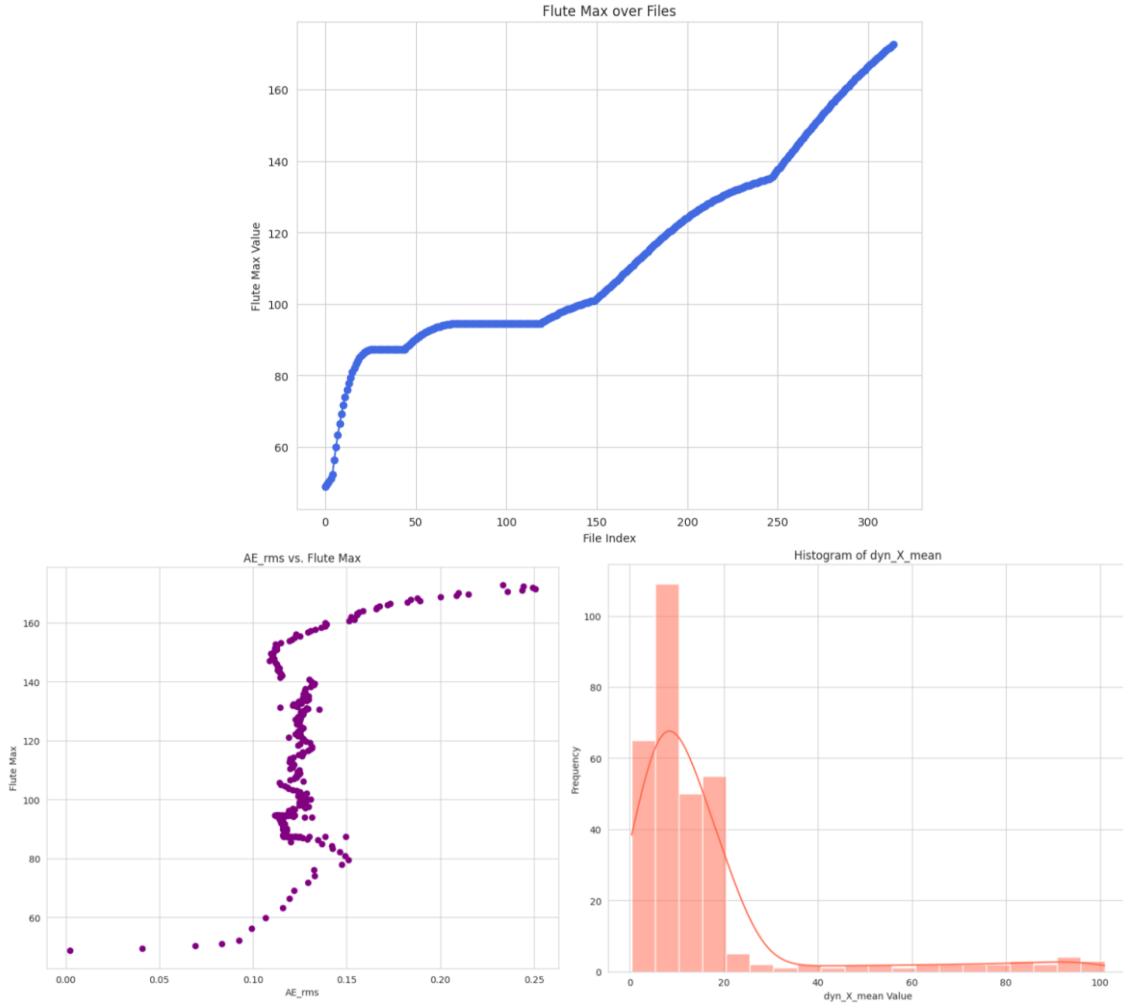 Flute Max over Files
Flute Max Value
160
140
120
100
80
60
0 50 100 150 200 250 300
File Index
AE_rms vs. Flute Max
Flute Max
160
140
120
100
80
60
0.00 0.05 0.10 0.15 0.20 0.25
AE_rms
Histogram of dyn_X_mean
Frequency
100
80
60
40
20
0
0 20 40 60 80 100
dyn_X_mean Value